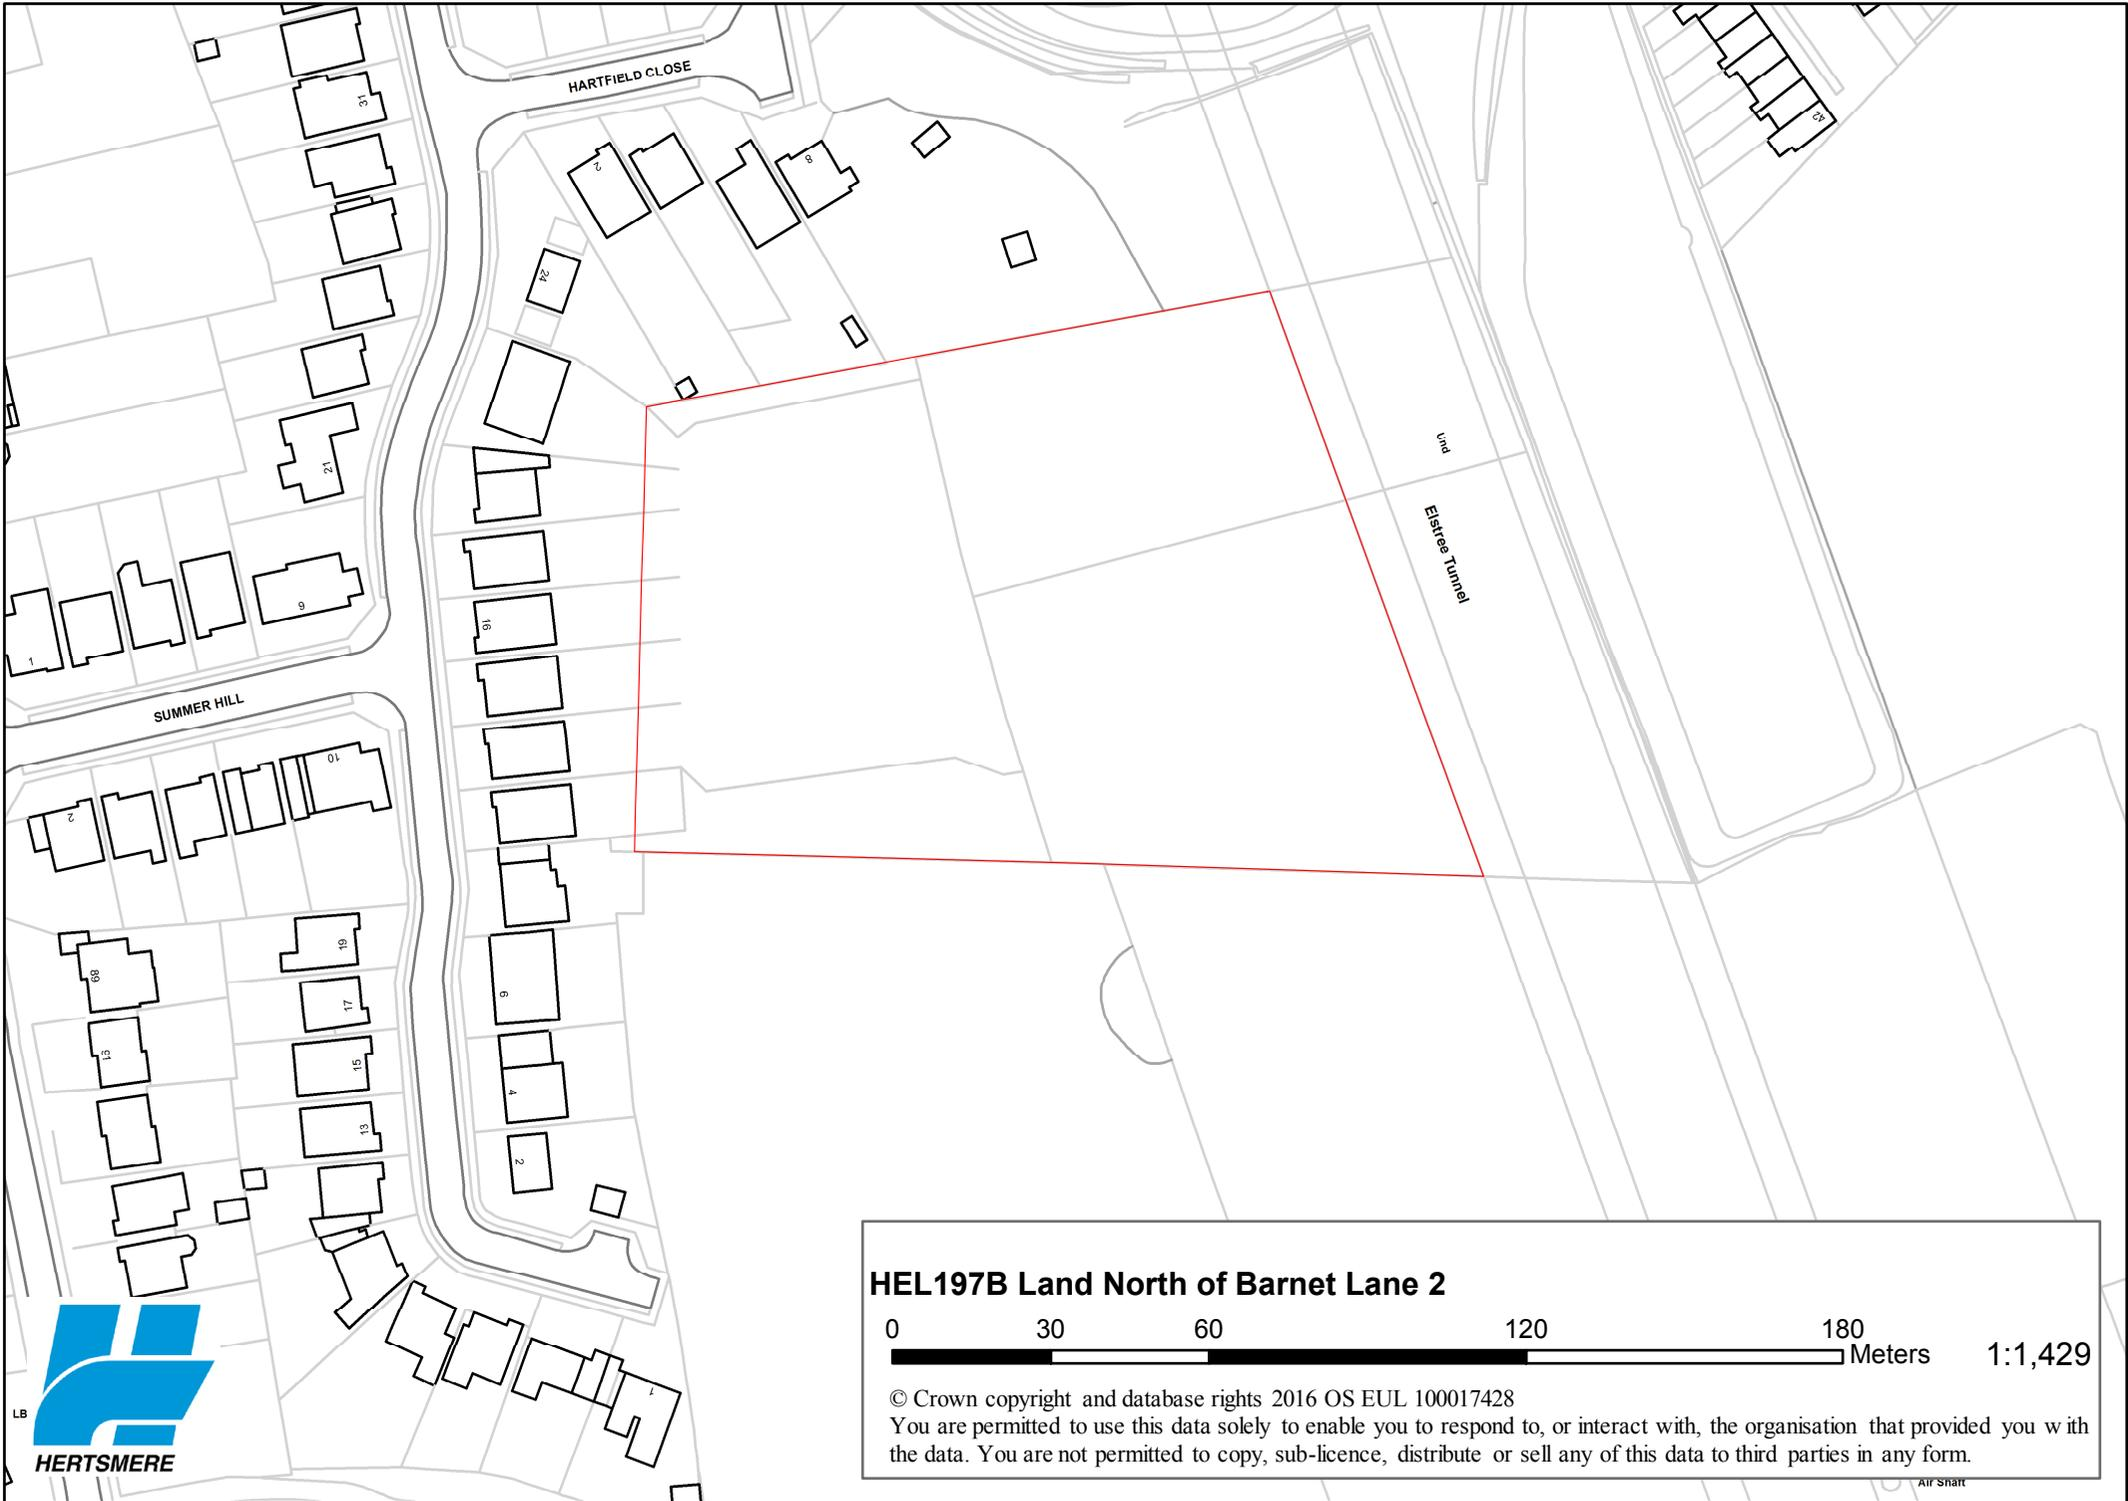 HARTFIELD CLOSE
31
2
8
42
24
21
Und
Elstree Tunnel
9
16
1
SUMMER HILL
10
2
19
68
17
6
15
15
4
13
2
1
HEL197B Land North of Barnet Lane 2
0 30 60 120 180
Meters 1:1,429
© Crown copyright and database rights 2016 OS EUL 100017428
You are permitted to use this data solely to enable you to respond to, or interact with, the organisation that provided you with
the data. You are not permitted to copy, sub-licence, distribute or sell any of this data to third parties in any form.
LB
HERTSMERE
Air Shaft